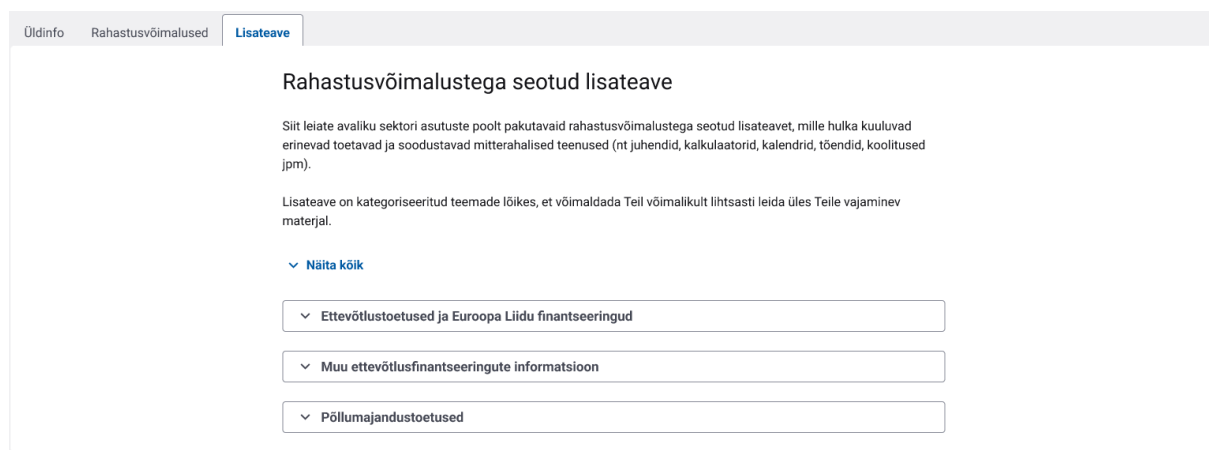 Üldinfo Rahastusvõimalused Lisateave
Rahastusvõimalustega seotud lisateave
Siit leiate avaliku sektori asutuste poolt pakutavaid rahastusvõimalustega seotud lisateavet, mille hulka kuuluvad
erinevad toetavad ja soodustavad mitterahalised teenused (nt juhendid, kalkulaatorid, kalendrid, tõendid, koolitused
jpm).
Lisateave on kategoriseeritud teemade lõikes, et võimaldada Teil võimalikult lihtsasti leida üles Teile vajaminev
materjal.
Näita kõik
Ettevõtlustoetused ja Euroopa Liidu finantseeringud
Muu ettevõtlusfinantseeringute informatsioon
Põllumajandustoetused